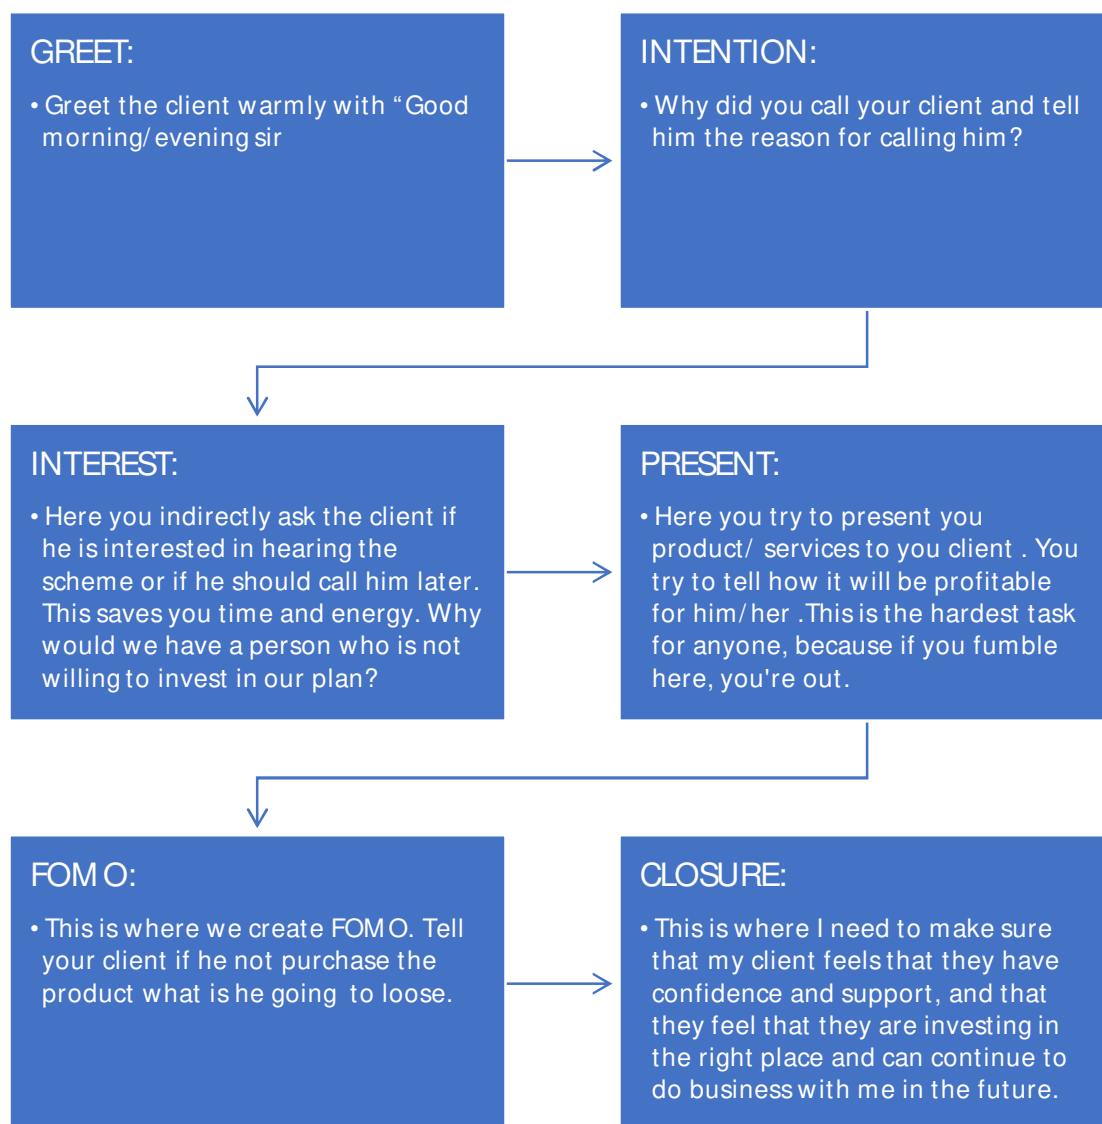 GREET:
• Greet the client warmly with “Good
morning/evening sir
INTENTION:
• Why did you call your client and tell
him the reason for calling him?
INTEREST:
• Here you indirectly ask the client if
he is interested in hearing the
scheme or if he should call him later.
This saves you time and energy. Why
would we have a person who is not
willing to invest in our plan?
PRESENT:
• Here you try to present you
product/ services to you client . You
try to tell how it will be profitable
for him/her .This is the hardest task
for anyone, because if you fumble
here, you're out.
FOMO:
• This is where we create FOMO. Tell
your client if he not purchase the
product what is he going to loose.
CLOSURE:
• This is where I need to make sure
that my client feels that they have
confidence and support, and that
they feel that they are investing in
the right place and can continue to
do business with me in the future.